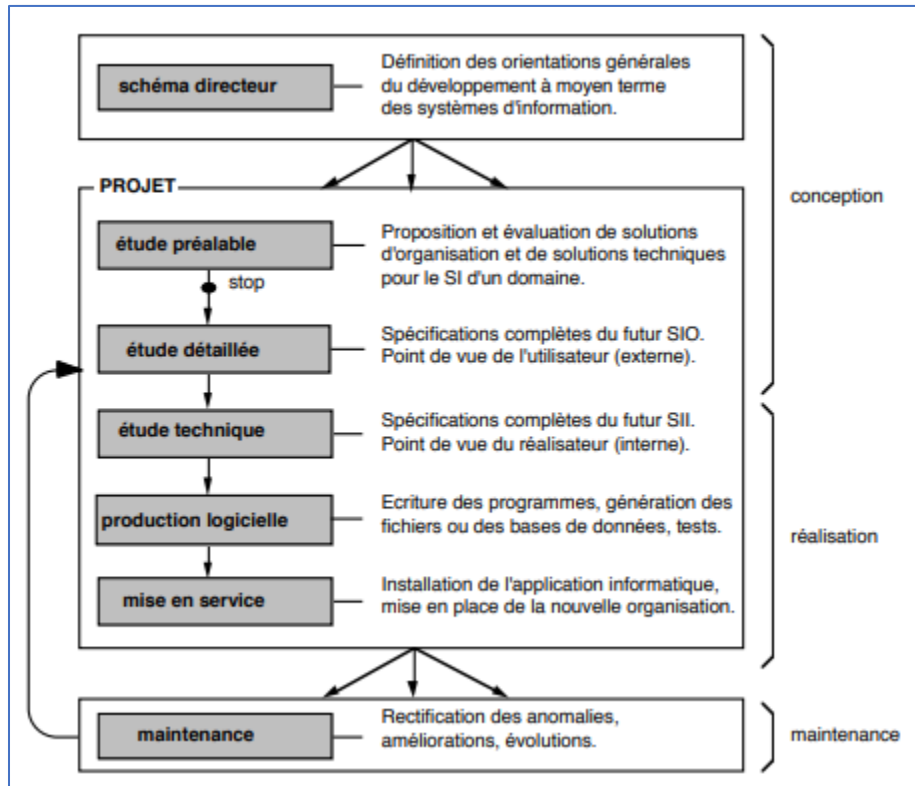 schéma directeur
Définition des orientations générales
du développement à moyen terme
des systèmes d'information.
PROJET
conception
étude préalable
Proposition et évaluation de solutions
d'organisation et de solutions techniques
pour le SI d'un domaine.
stop
étude détaillée
Spécifications complètes du futur SIO.
Point de vue de l'utilisateur (externe).
étude technique
Spécifications complètes du futur SII.
Point de vue du réalisateur (interne).
production logicielle
Ecriture des programmes, génération des
fichiers ou des bases de données, tests.
réalisation
mise en service
Installation de l'application informatique,
mise en place de la nouvelle organisation.
maintenance
Rectification des anomalies,
améliorations, évolutions.
maintenance